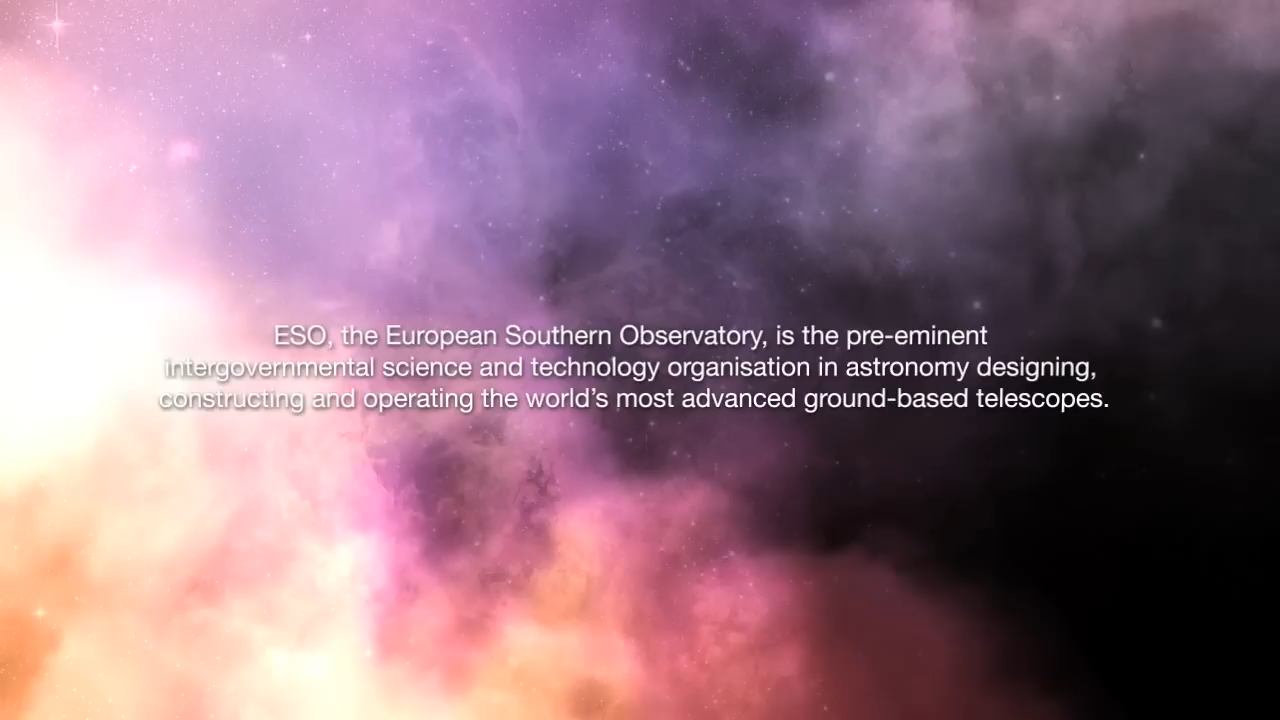 ESO, the European Southern Observatory, is the pre-eminent
intergovernmental science and technology organisation in astronomy designing,
constructing and operating the world’s most advanced ground-based telescopes.